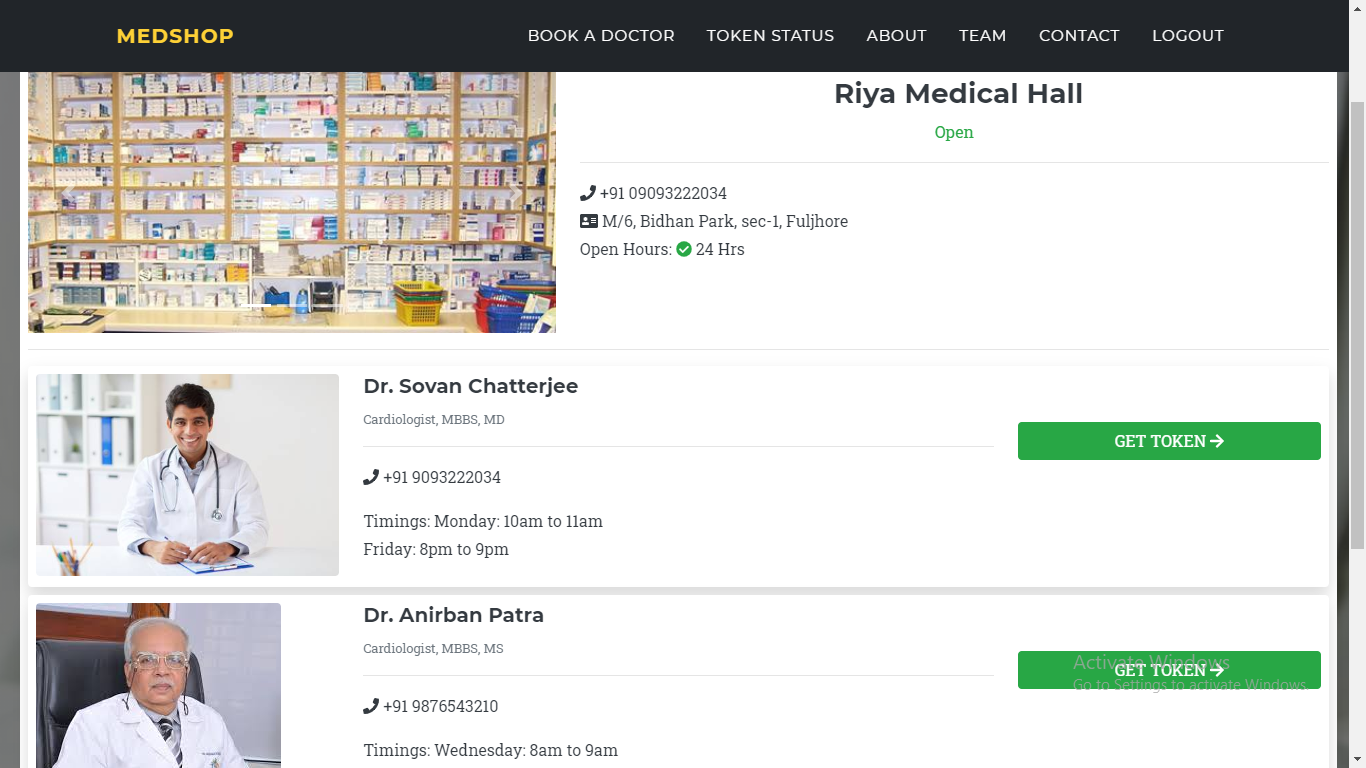 MEDSHOP
BOOK A DOCTOR TOKEN STATUS ABOUT TEAM CONTACT LOGOUT
Riya Medical Hall
Open
+91 09093222034
M/6, Bidhan Park, sec-1, Fuljhore
Open Hours: 24 Hrs
Dr. Sovan Chatterjee
Cardiologist, MBBS, MD
GET TOKEN
+91 9093222034
Timings: Monday: 10am to 11am
Friday: 8pm to 9pm
Dr. Anirban Patra
Cardiologist, MBBS, MS
GET TOKEN
Activate Windows
Go to Settings to activate Windows.
+91 9876543210
Timings: Wednesday: 8am to 9am